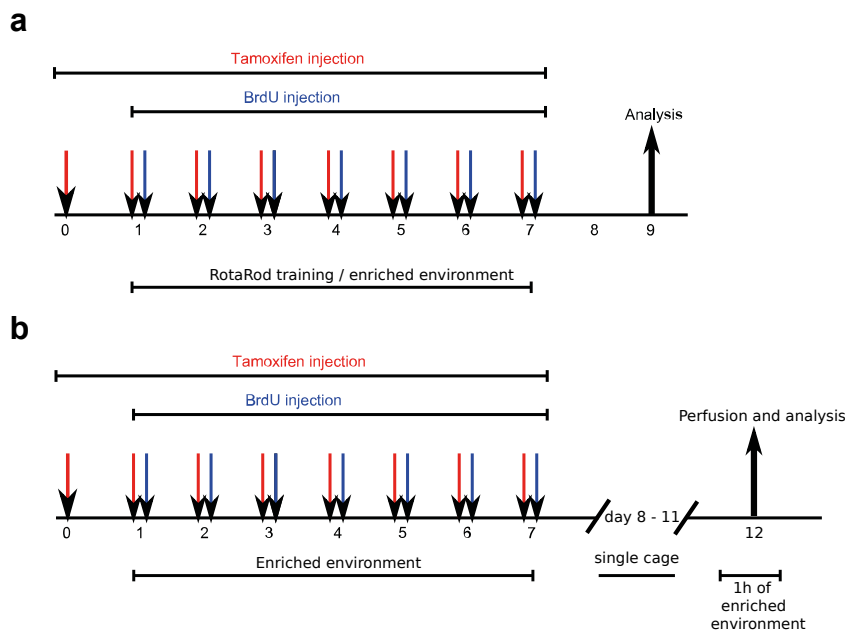 a
Tamoxifen injection
BrdU injection
Analysis
0 1 2 3 4 5 6 7 8 9
RotaRod training / enriched environment
b
Tamoxifen injection
BrdU injection
Perfusion and analysis
day 8 - 11
0 1 2 3 4 5 6 7 12
Enriched environment
single cage
1h of
enriched
environment